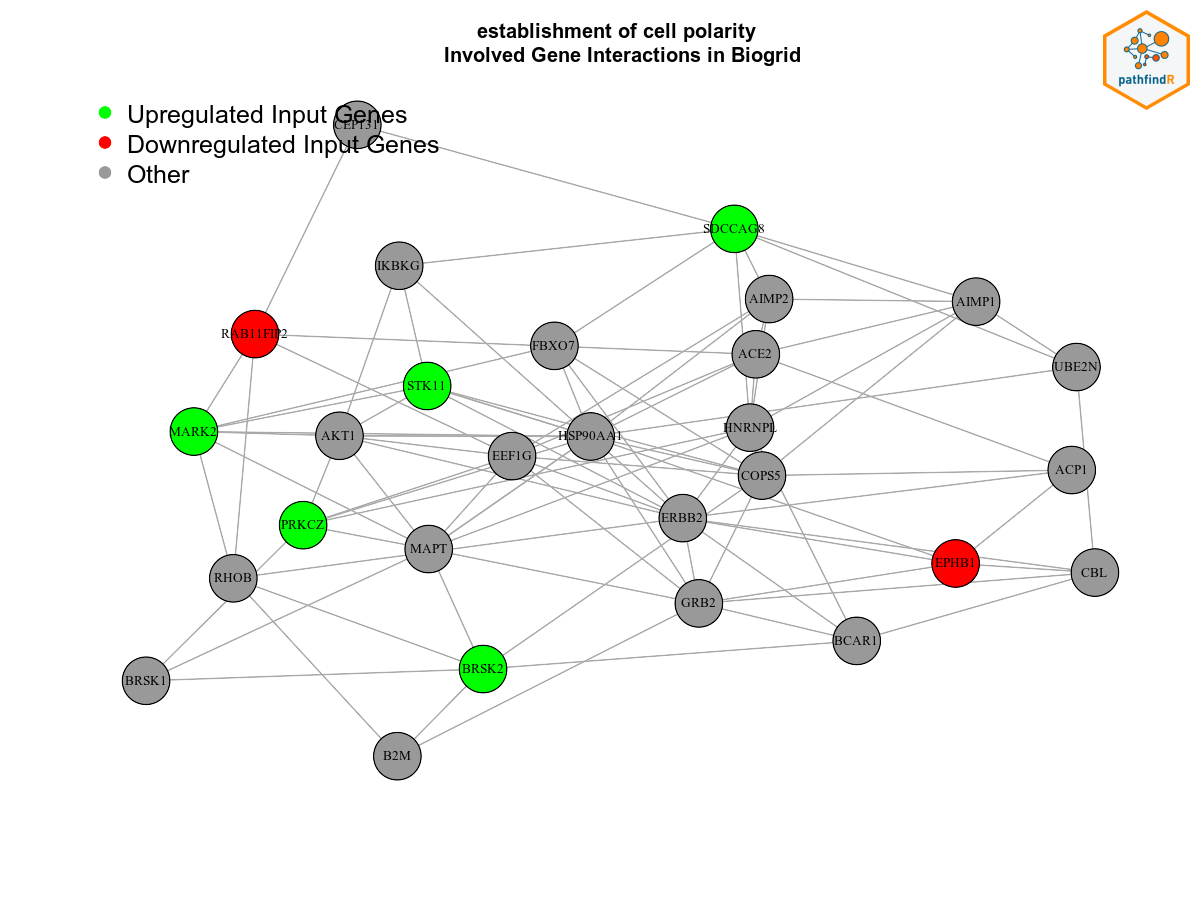 establishment of cell polarity
Involved Gene Interactions in Biogrid
pathfindR
Upregulated Input Genes
CEP131
Downregulated Input Genes
Other
SDCCAG8
IKBKG
AIMP2
AIMP1
RAB11FIP2
FBXO7
ACE2
UBE2N
STK11
MARK2
AKT1
HSP90AA1
HNRNPL
EEF1G
COPS5
ACP1
PRKCZ
ERBB2
MAPT
EPHB1
RHOB
CBL
GRB2
BCAR1
BRSK1
BRSK2
B2M